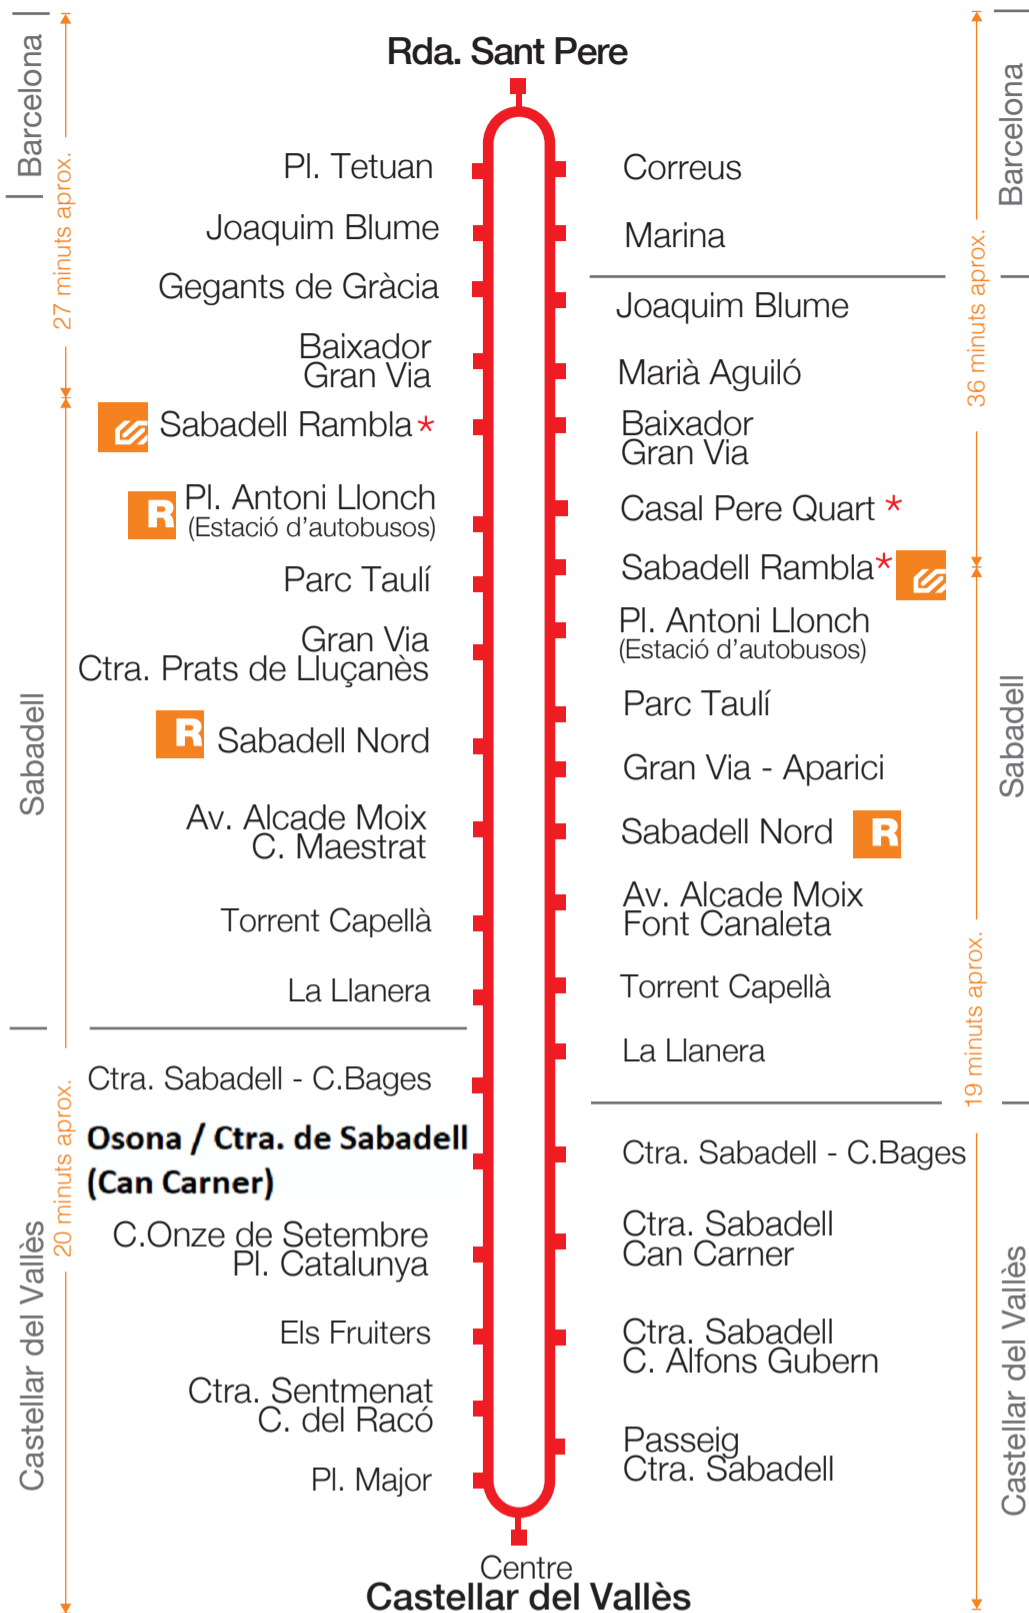 Rda. Sant Pere
Barcelona
27 minuts aprox.
Pl. Tetuan
Joaquim Blume
Gegants de Gràcia
Baixador
Gran Via
Sabadell Rambla*
R
Pl. Antoni Llonch
(Estació d'autobusos)
Parc Taulí
Gran Via
Ctra. Prats de Lluçanès
R
Sabadell Nord
Av. Alcade Moix
C. Maestrat
Torrent Capellà
La Llanera
Sabadell
Ctra. Sabadell - C.Bages
Osona / Ctra. de Sabadell
(Can Carner)
C.Onze de Setembre
Pl. Catalunya
Els Fruiters
Ctra. Sentmenat
C. del Racó
Pl. Major
20 minuts aprox.
Castellar del Vallès
Correus
Marina
Barcelona
36 minuts aprox.
Joaquim Blume
Marià Aguiló
Baixador
Gran Via
Casal Pere Quart *
Sabadell Rambla*
Pl. Antoni Llonch
(Estació d'autobusos)
Parc Taulí
Gran Via - Aparici
Sabadell Nord
R
Av. Alcade Moix
Font Canaleta
Torrent Capellà
La Llanera
Sabadell
19 minuts aprox.
Ctra. Sabadell - C.Bages
Ctra. Sabadell
Can Carner
Ctra. Sabadell
C. Alfons Gubern
Passeig
Ctra. Sabadell
Castellar del Vallès
Centre
Castellar del Vallès